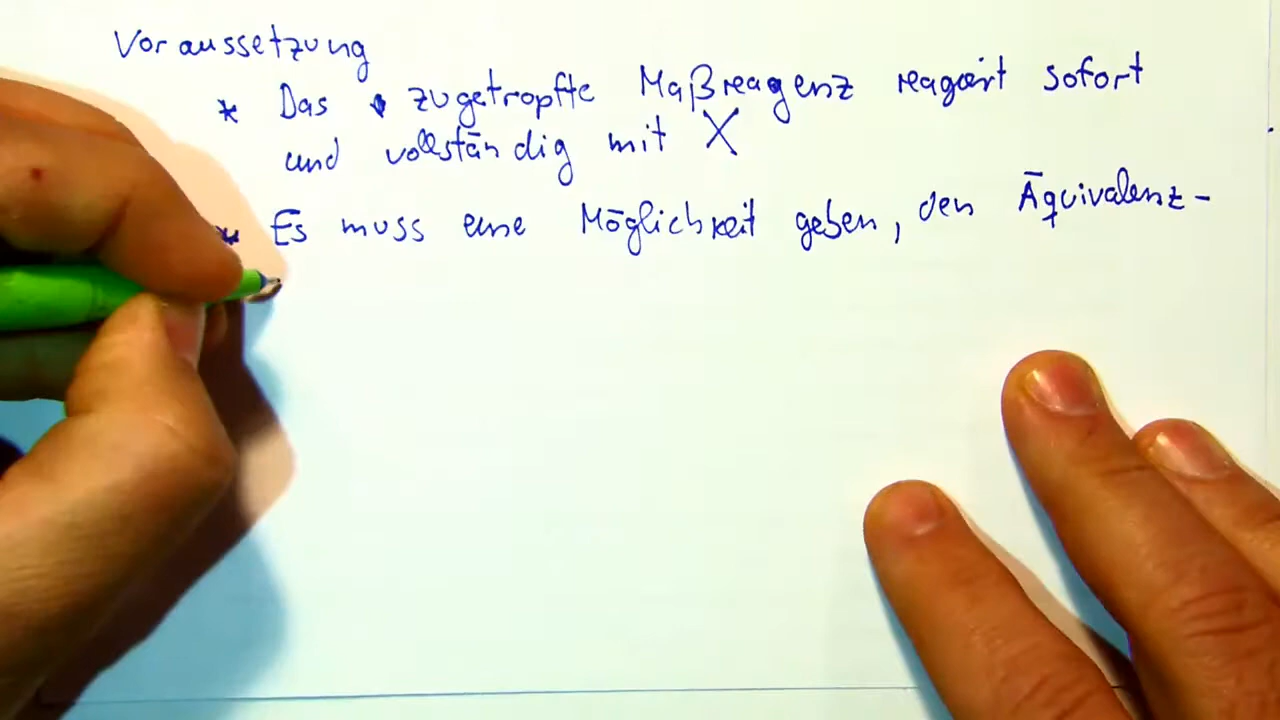 Voraussetzung
* Das zugetropfte Maßreagenz reagiert sofort
und vollständig mit X
* Es muss eine Möglichkeit geben, den Äquivalenz-